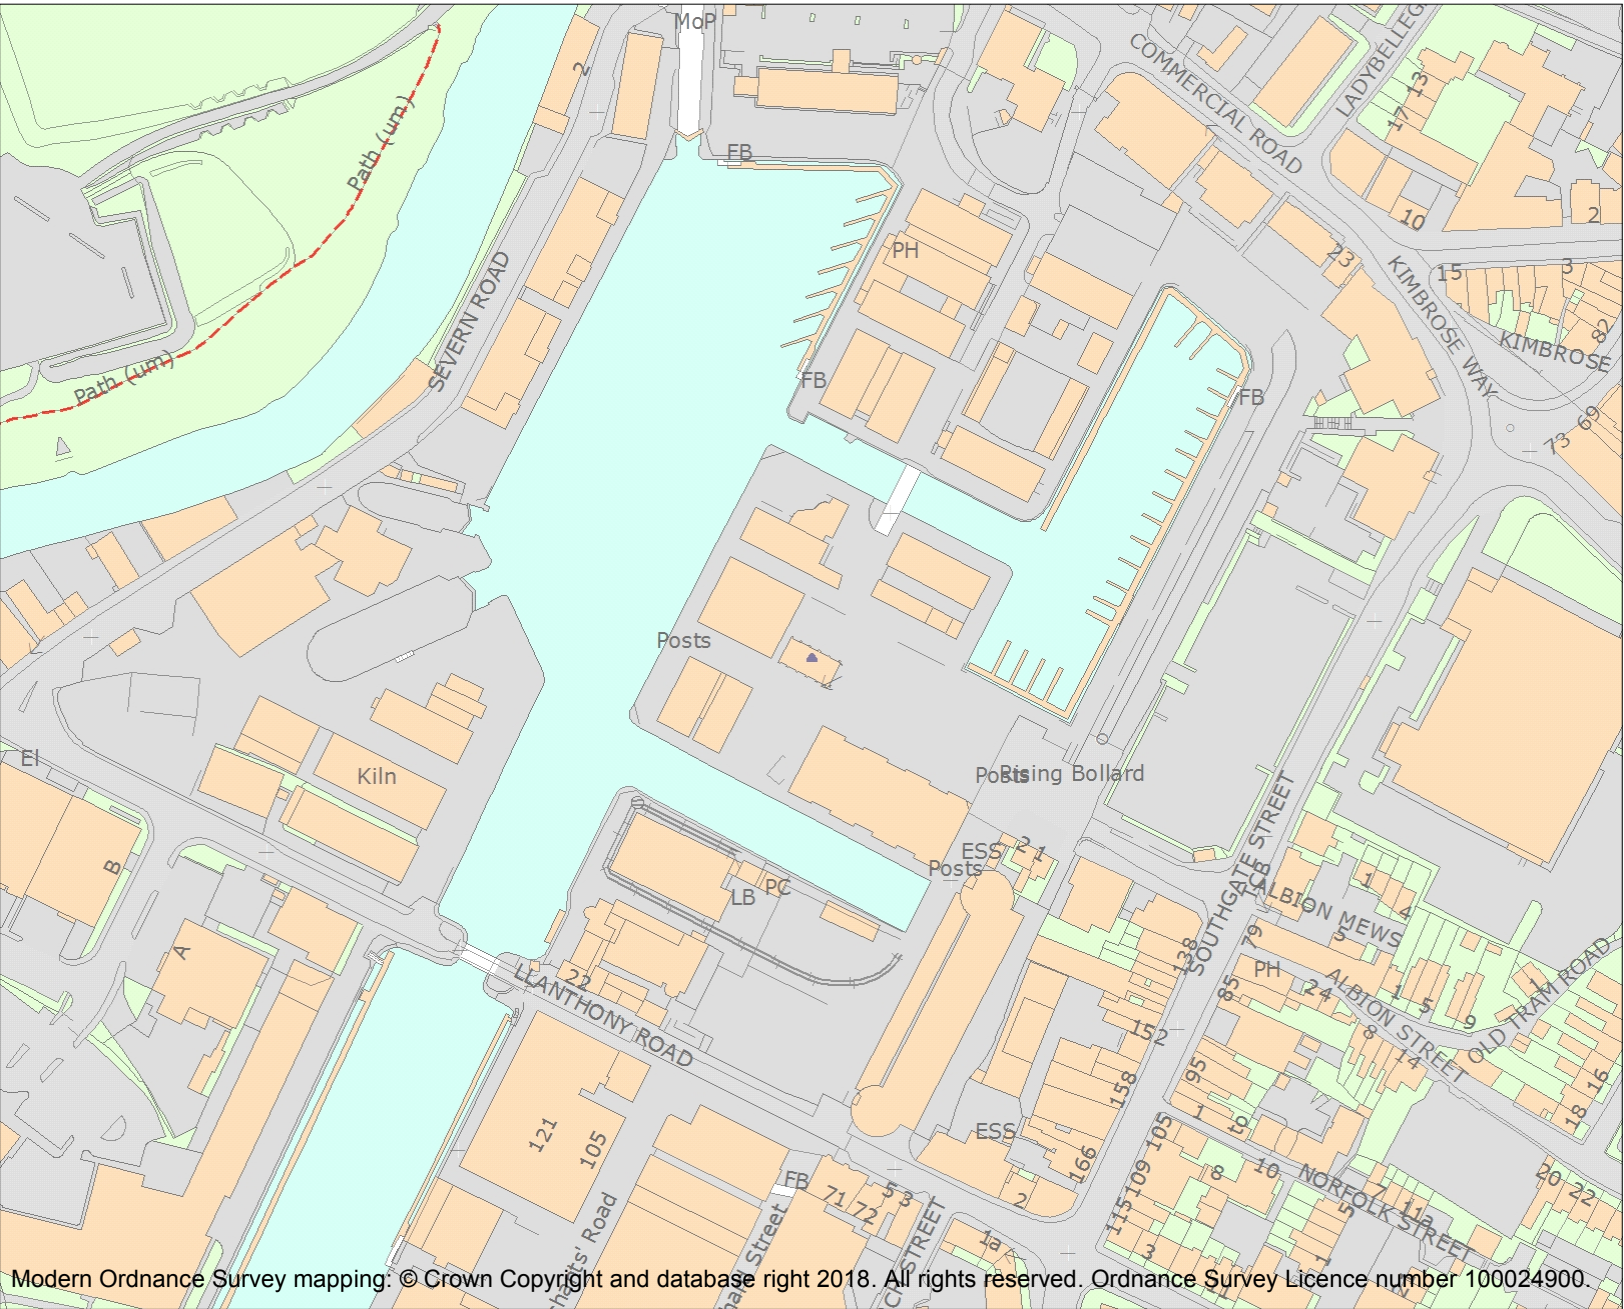 MoP
2
COMMERCIAL ROAD
13
17
Path (um)
FB
10
2
PH
23
15
3
SEVERN ROAD
KIMBROSE WAY
82
KIMBROSE
Path (um)
FB
FB
69
73
Posts
El
Kiln
Posts
Rising Bollard
SOUTHGATE STREET
ESS
2
1
Posts
B
LB
PC
TCB
1
4
ALBION MEWS
A
138
79
5
PH
85
24
ALBION STREET
1
5
9
1
OLD TRAM ROAD
22
LLANTHONY ROAD
152
8
14
95
158
16
18
121
105
ESS
1
to
105
166
109
8
10
NORFOLK STREET
20
22
FB
71
72
5
3
2
115
7
11a
5
1a
3
1
Modern Ordnance Survey mapping: © Crown Copyright and database right 2018. All rights reserved. Ordnance Survey Licence number 100024900.